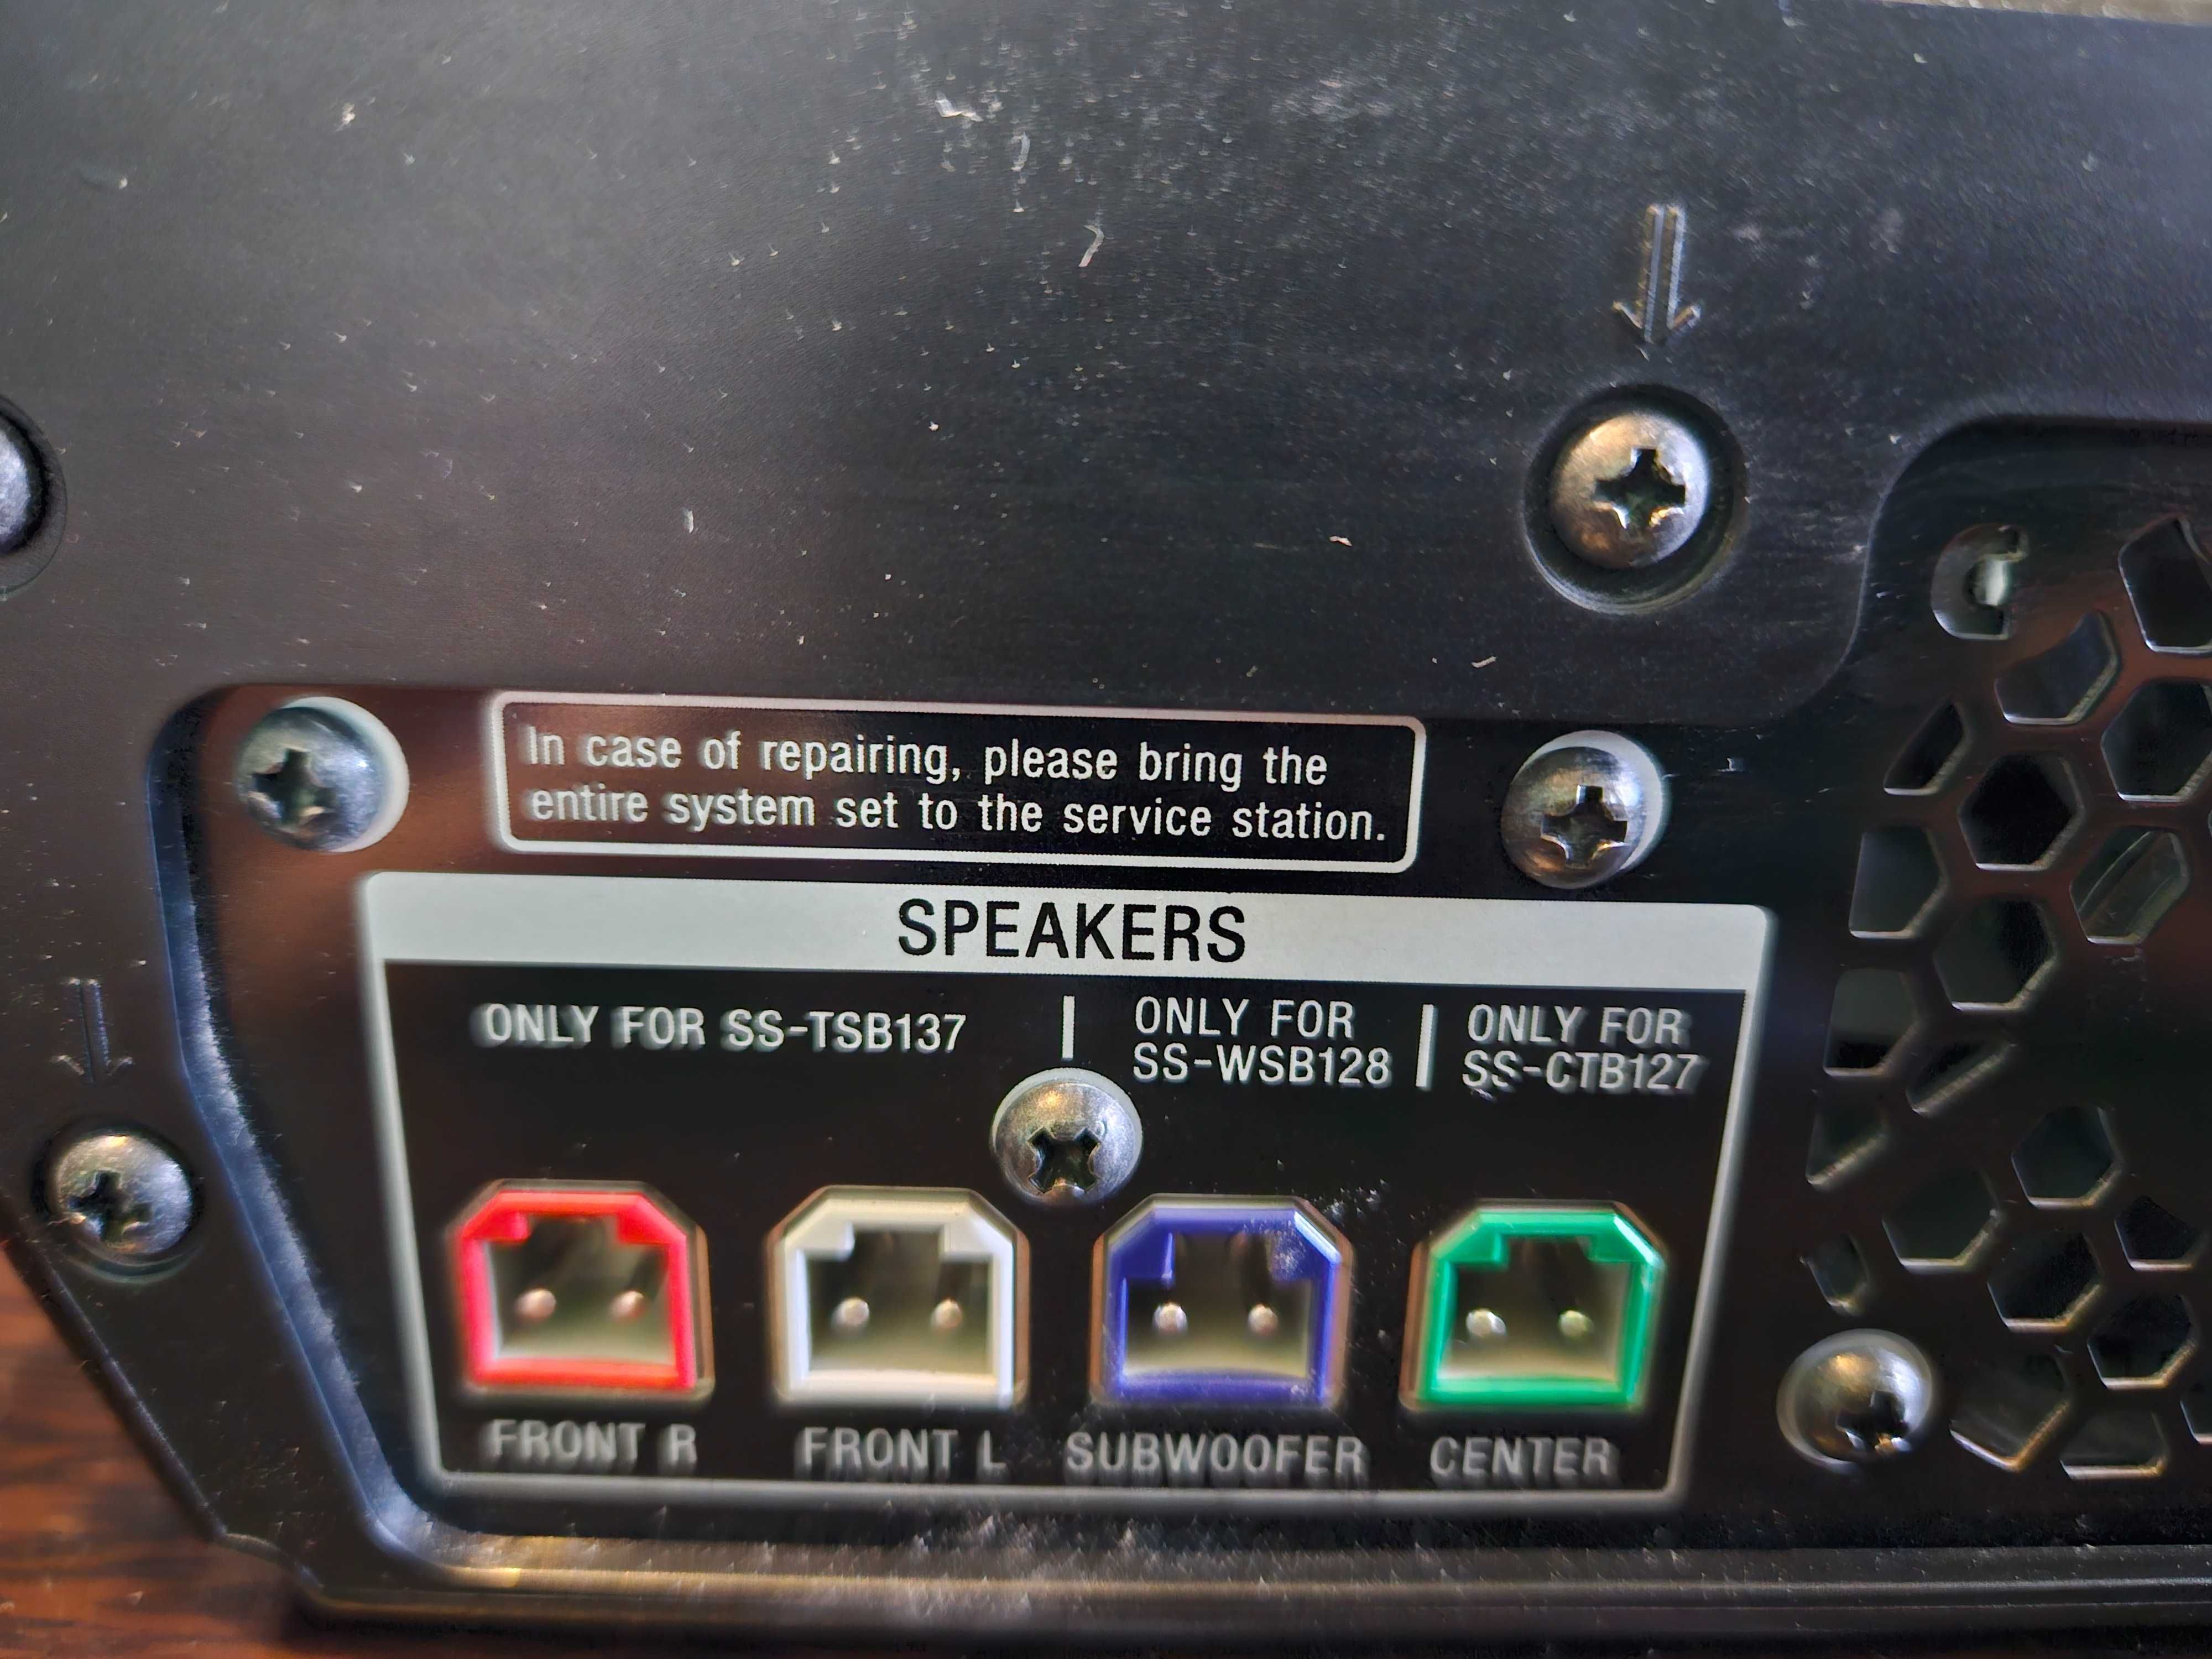 In case of repairing, please bring the
entire system set to the service station.
SPEAKERS
ONLY FOR SS-TSB137
ONLY FOR
SS-WSB128
ONLY FOR
SS-CTB127
FRONT R
FRONT L
SUBWOOFER
CENTER